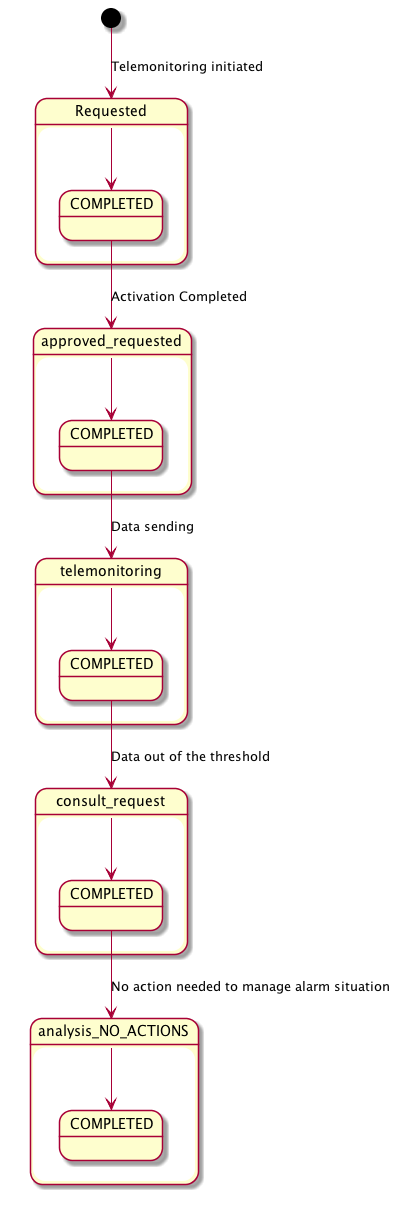 Telemonitoring initiated
Requested
COMPLETED
Activation Completed
approved_requested
COMPLETED
Data sending
telemonitoring
COMPLETED
Data out of the threshold
consult_request
COMPLETED
No action needed to manage alarm situation
analysis_NO_ACTIONS
COMPLETED